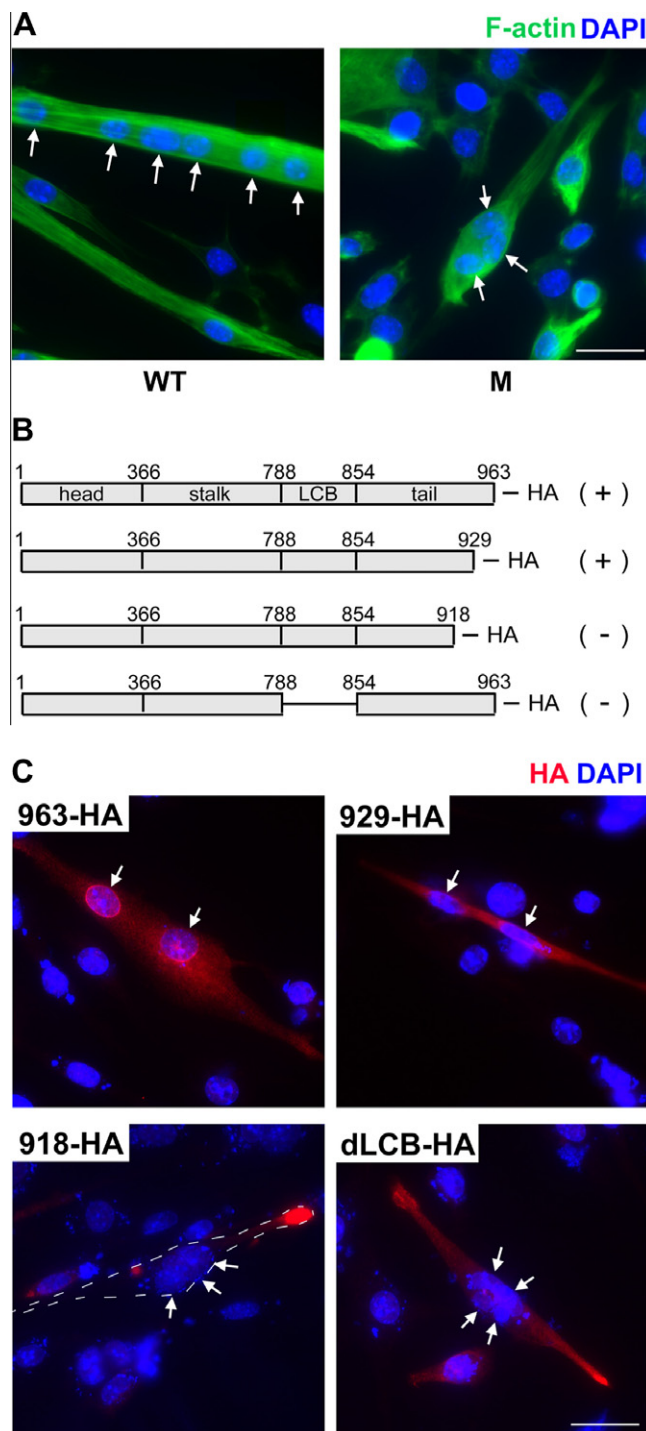 A
F-actin DAPI
WT
M
B
1 366 788 854 963
head stalk LCB tail – HA ( + )
1 366 788 854 929
– HA ( + )
1 366 788 854 918
– HA ( - )
1 366 788 854 963
– HA ( - )
C
HA DAPI
963-HA
929-HA
918-HA
dLCB-HA